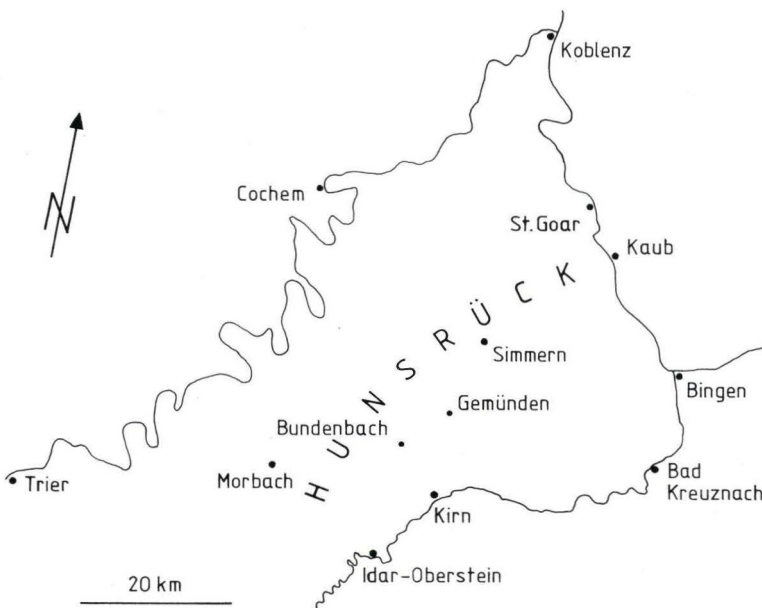 Koblenz
N
Cochem
St. Goar
Kaub
HUNSRÜCK
Simmern
Bingen
Gemünden
Bundenbach
Morbach
Trier
Bad
Kreuznach
Kirn
Idar-Oberstein
20 km